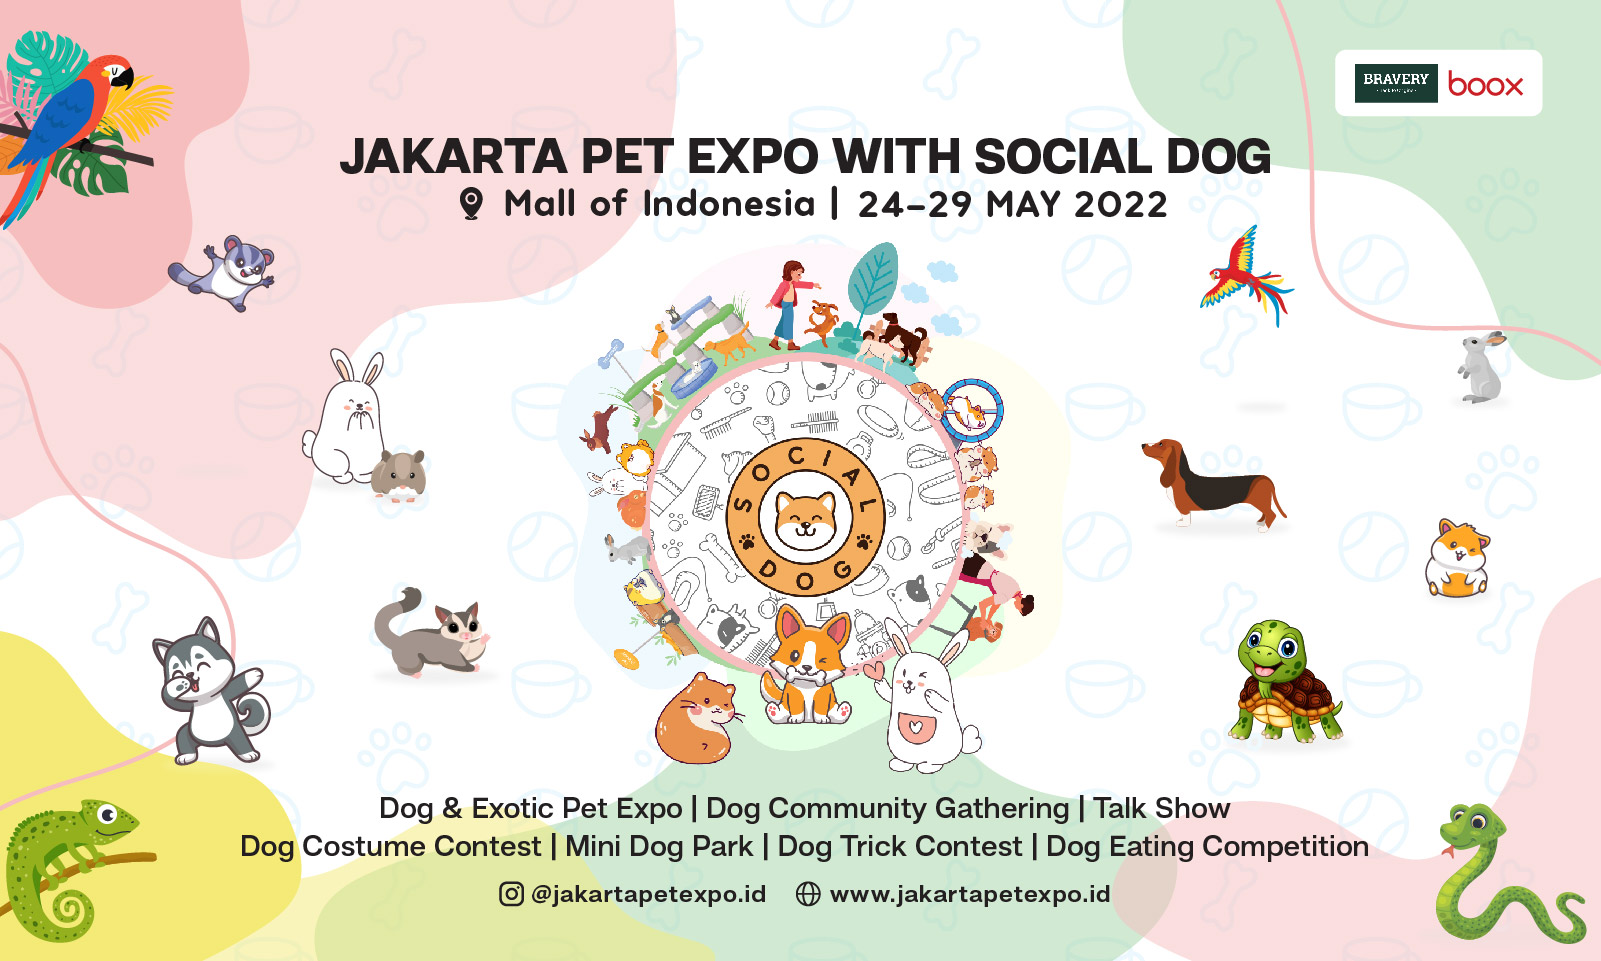 BRAVERY
boox
JAKARTA PET EXPO WITH SOCIAL DOG
Mall of Indonesia | 24-29 MAY 2022
SOCIAL
DOG
Dog & Exotic Pet Expo | Dog Community Gathering | Talk Show
Dog Costume Contest | Mini Dog Park | Dog Trick Contest | Dog Eating Competition
@jakartapetexpo.id www.jakartapetexpo.id